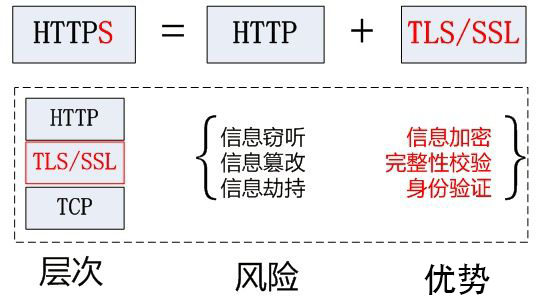 HTTPS = HTTP + TLS/SSL
HTTP
TLS/SSL
TCP
信息窃听
信息篡改
信息劫持
信息加密
完整性校验
身份验证
层次
风险
优势